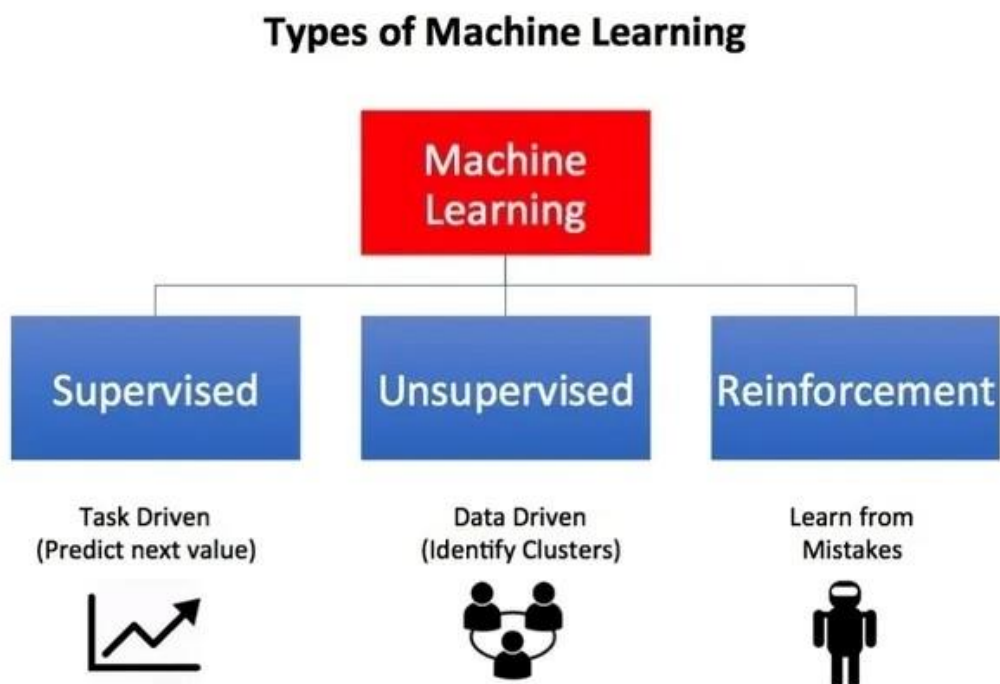 Types of Machine Learning
Machine
Learning
Supervised
Unsupervised
Reinforcement
Task Driven
(Predict next value)
Data Driven
(Identify Clusters)
Learn from
Mistakes